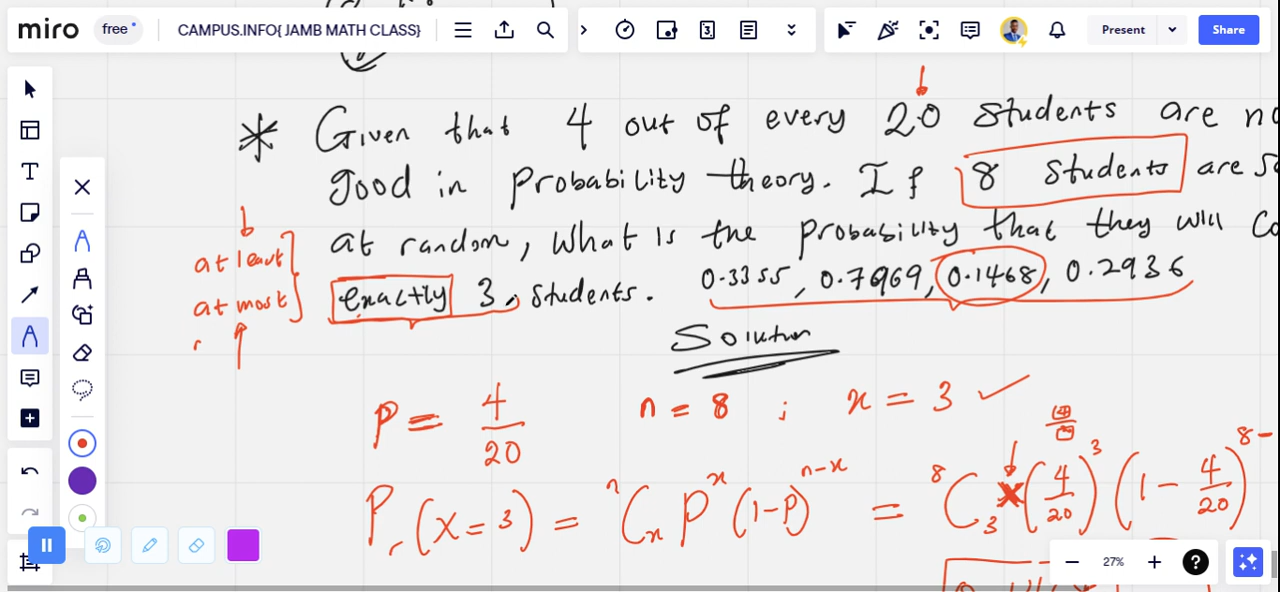 miro free CAMPUS.INFO{ JAMB MATH CLASS} Present Share
* Given that 4 out of every 20 students are no
good in probability theory. If 8 students are se
at random, what is the probability that they will co
at least
exactly 3, students. 0.3355, 0.7969, 0.1468, 0.2936
at most
Solution
P = 4/20 n = 8 ; x = 3 ✓
Pr (X = 3) = ⁿCₓ Pˣ (1-P)ⁿ⁻ˣ = ⁸C₃ × (4/20)³ (1 - 4/20)⁸⁻
27%